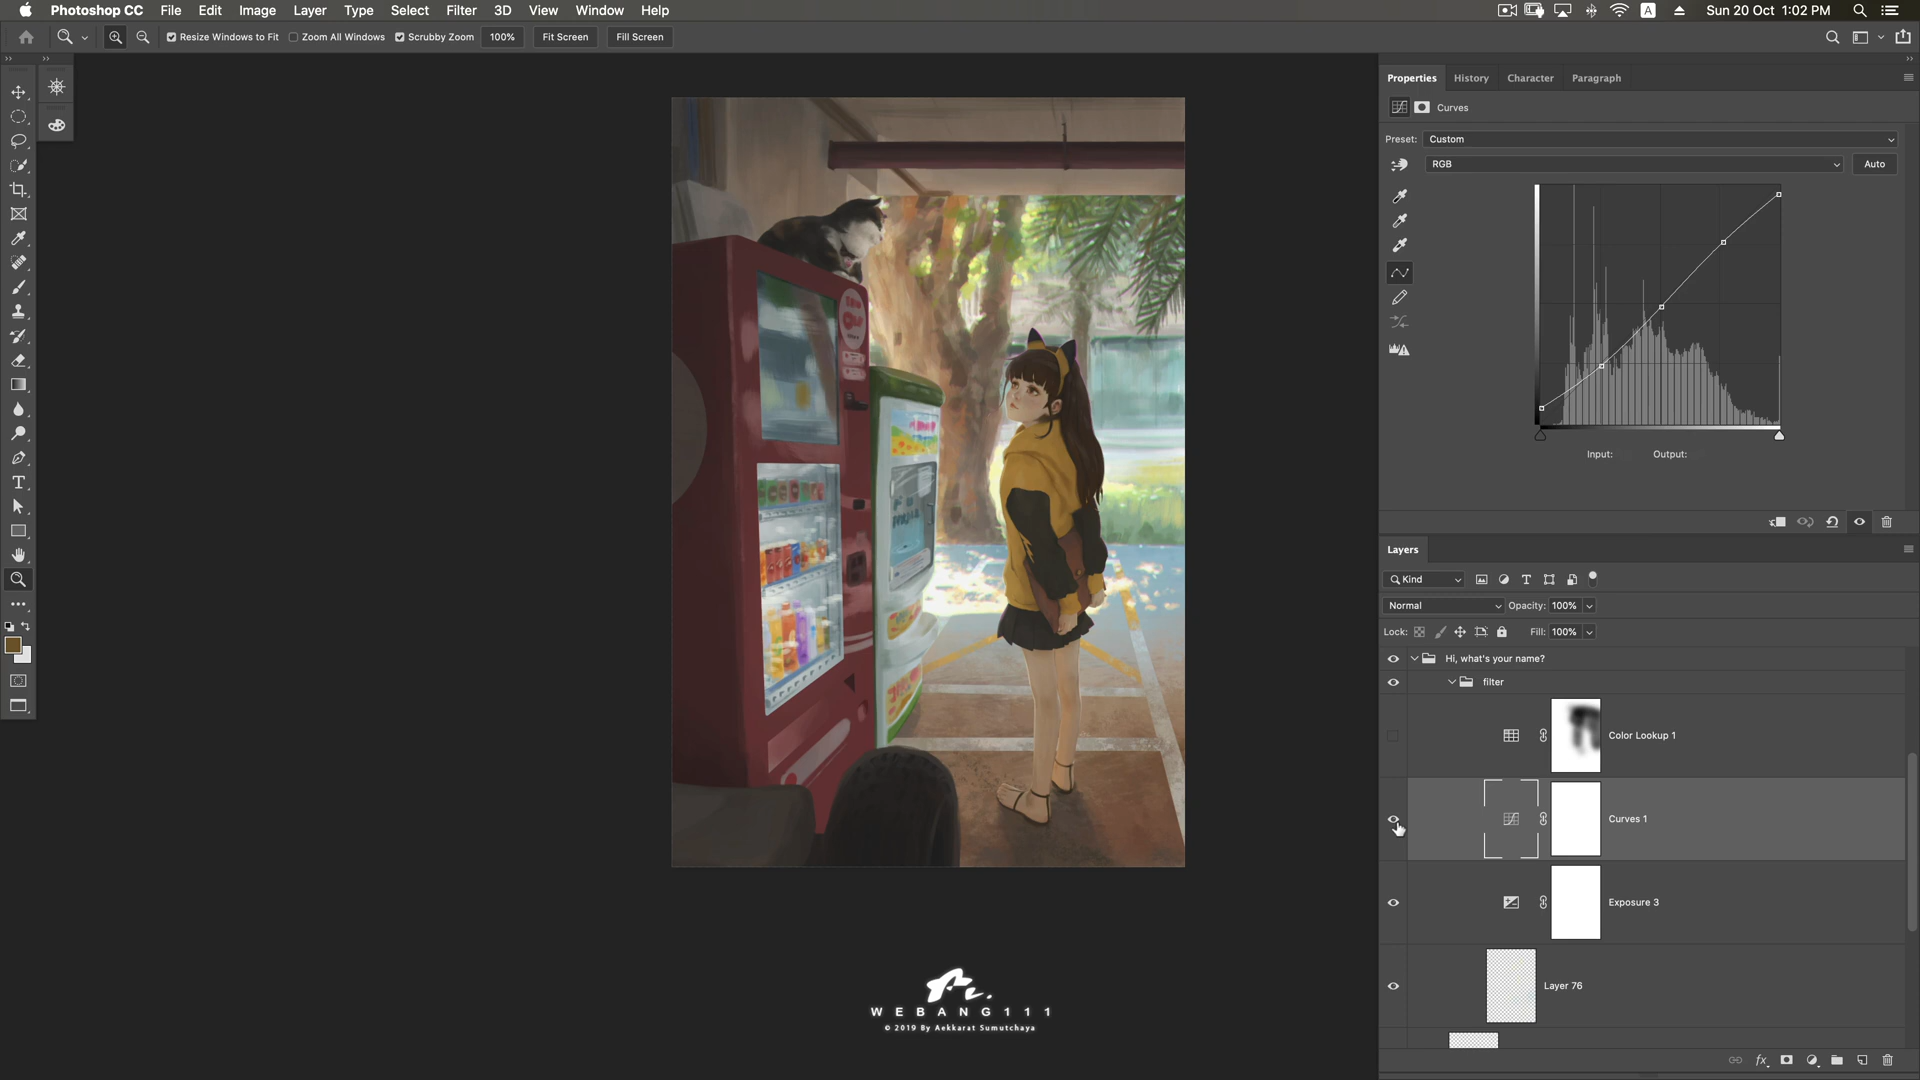 Photoshop CC File Edit Image Layer Type Select Filter 3D View Window Help A Sun 20 Oct 1:02 PM
Resize Windows to Fit Zoom All Windows Scrubby Zoom 100% Fit Screen Fill Screen
Properties History Character Paragraph
Curves
Preset: Custom
RGB Auto
Input: Output:
Layers
Kind
Normal Opacity: 100%
Lock: Fill: 100%
Hi, what's your name?
filter
Color Lookup 1
Curves 1
Exposure 3
Layer 76
WEBANG111
© 2019 By Aekkarat Sumutchaya